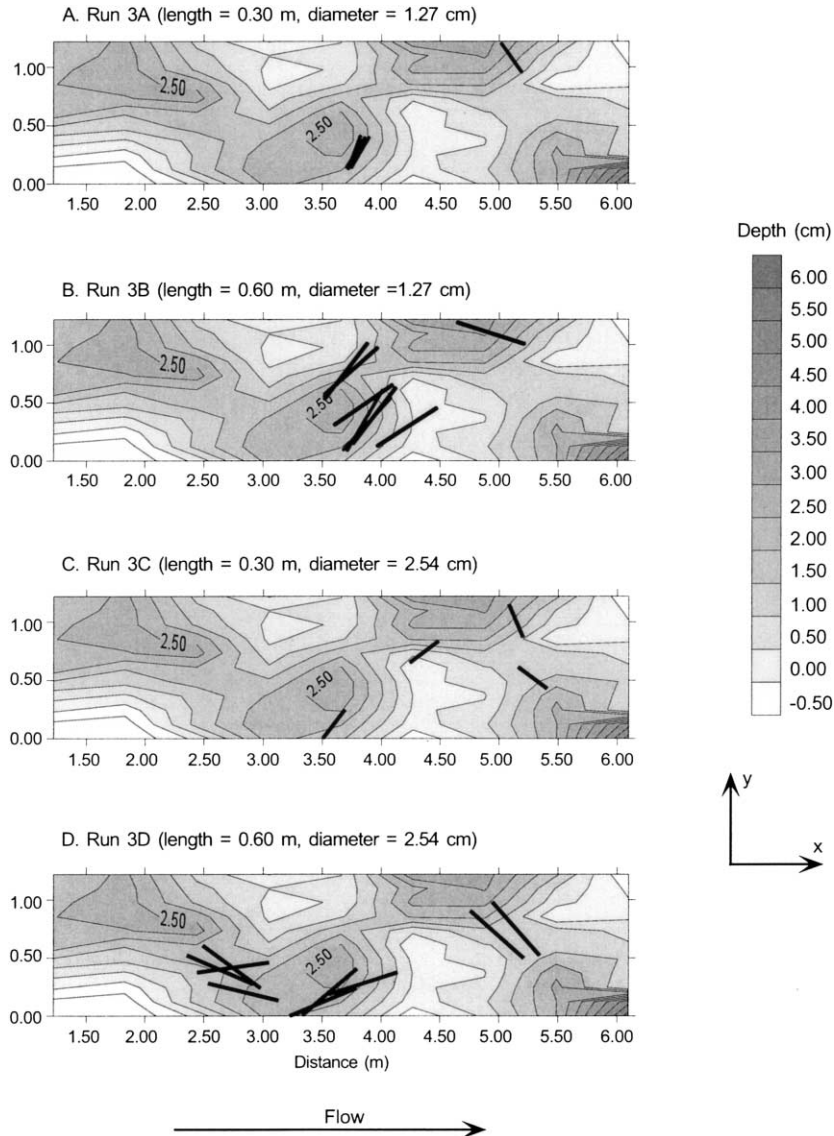 A. Run 3A (length = 0.30 m, diameter = 1.27 cm)
1.00
0.50
0.00
2.50
2.50
1.50 2.00 2.50 3.00 3.50 4.00 4.50 5.00 5.50 6.00
B. Run 3B (length = 0.60 m, diameter =1.27 cm)
1.00
0.50
0.00
2.50
2.50
1.50 2.00 2.50 3.00 3.50 4.00 4.50 5.00 5.50 6.00
C. Run 3C (length = 0.30 m, diameter = 2.54 cm)
1.00
0.50
0.00
2.50
2.50
1.50 2.00 2.50 3.00 3.50 4.00 4.50 5.00 5.50 6.00
D. Run 3D (length = 0.60 m, diameter = 2.54 cm)
1.00
0.50
0.00
2.50
2.50
1.50 2.00 2.50 3.00 3.50 4.00 4.50 5.00 5.50 6.00
Distance (m)
Flow
Depth (cm)
6.00
5.50
5.00
4.50
4.00
3.50
3.00
2.50
2.00
1.50
1.00
0.50
0.00
-0.50
y
x